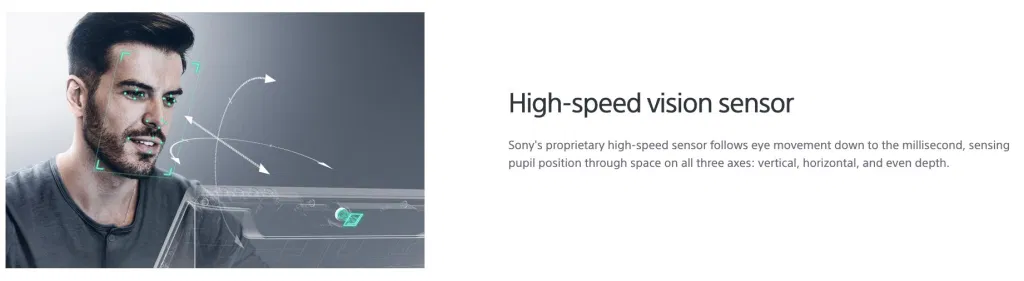 High-speed vision sensor
Sony's proprietary high-speed sensor follows eye movement down to the millisecond, sensing
pupil position through space on all three axes: vertical, horizontal, and even depth.